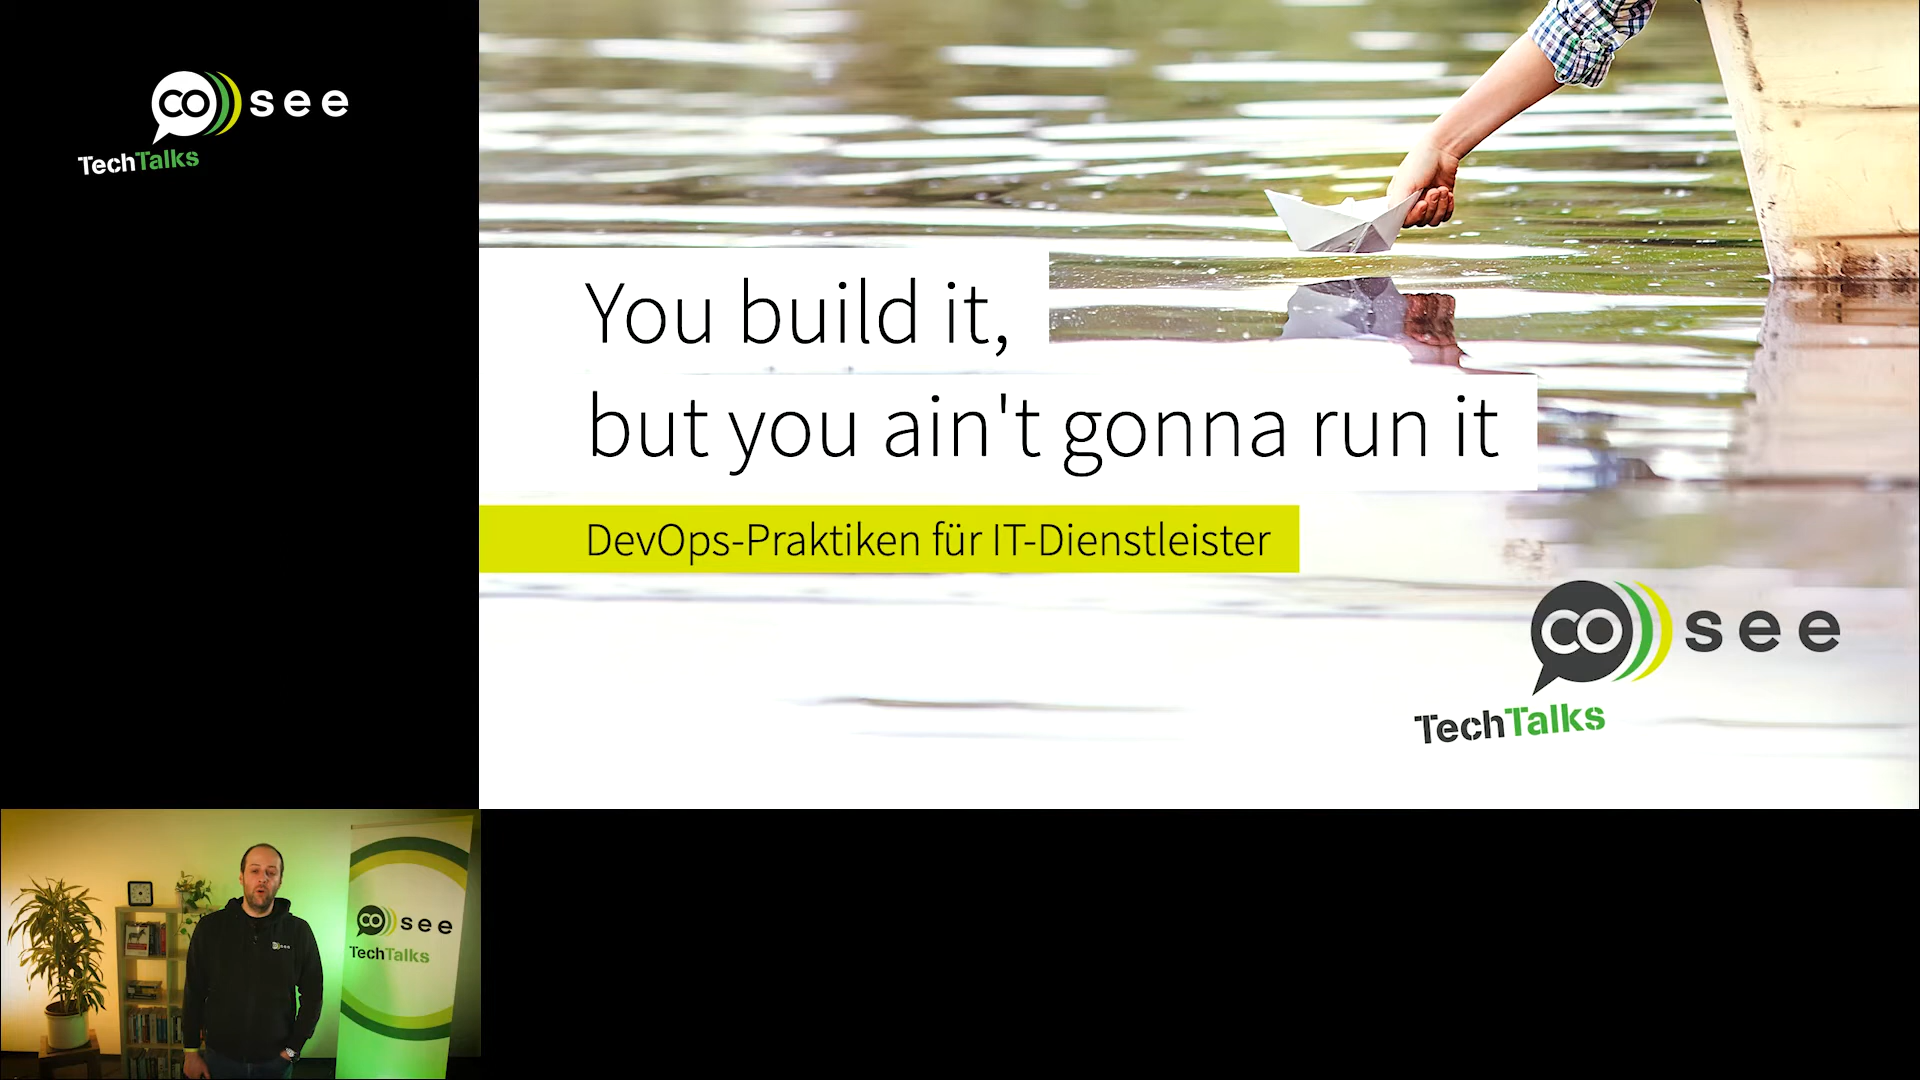 co see
TechTalks
You build it,
but you ain't gonna run it
DevOps-Praktiken für IT-Dienstleister
co see
TechTalks
co see
TechTalks